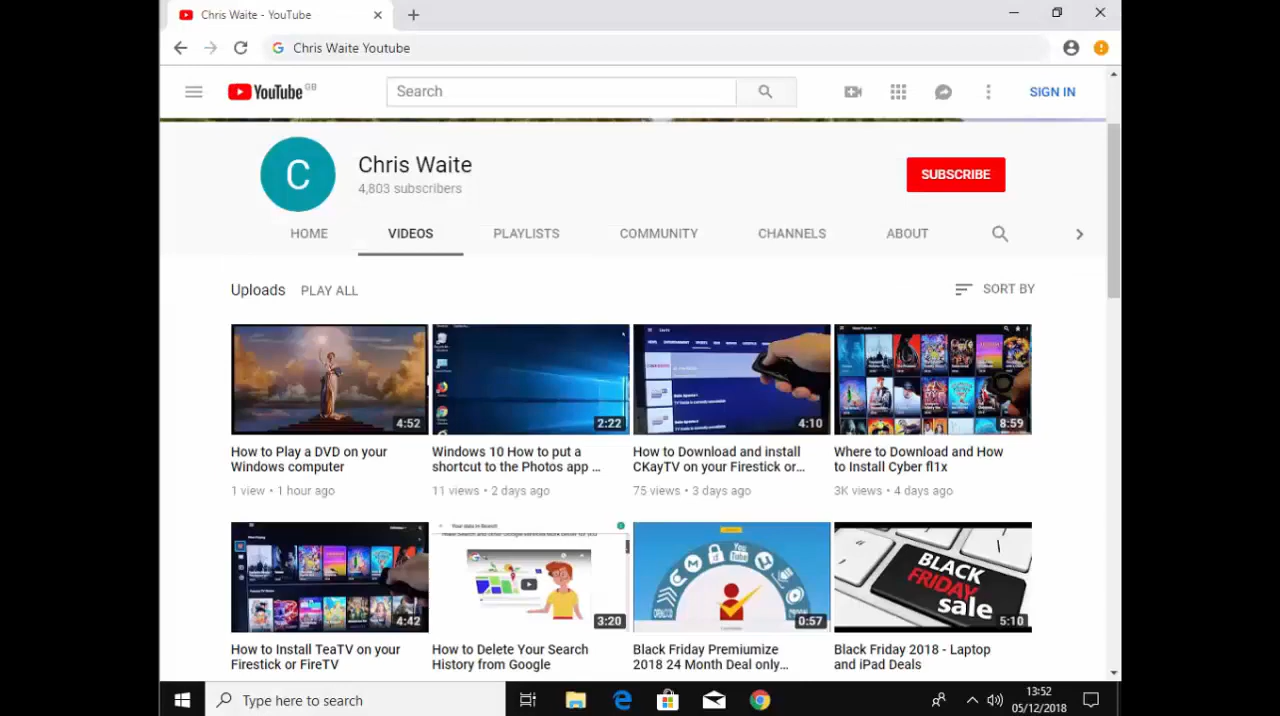 Chris Waite - YouTube
Chris Waite Youtube
YouTube GB
Search
SIGN IN
C
Chris Waite
4,803 subscribers
SUBSCRIBE
HOME
VIDEOS
PLAYLISTS
COMMUNITY
CHANNELS
ABOUT
Uploads
PLAY ALL
SORT BY
4:52
2:22
4:10
8:59
How to Play a DVD on your
Windows computer
1 view • 1 hour ago
Windows 10 How to put a
shortcut to the Photos app ...
11 views • 2 days ago
How to Download and install
CKayTV on your Firestick or...
75 views • 3 days ago
Where to Download and How
to Install Cyber fl1x
3K views • 4 days ago
4:42
Your data in Search
3:20
You
Tube
0:57
BLACK
FRIDAY
sale
5:10
How to Install TeaTV on your
Firestick or FireTV
How to Delete Your Search
History from Google
Black Friday Premiumize
2018 24 Month Deal only...
Black Friday 2018 - Laptop
and iPad Deals
Type here to search
13:52
05/12/2018